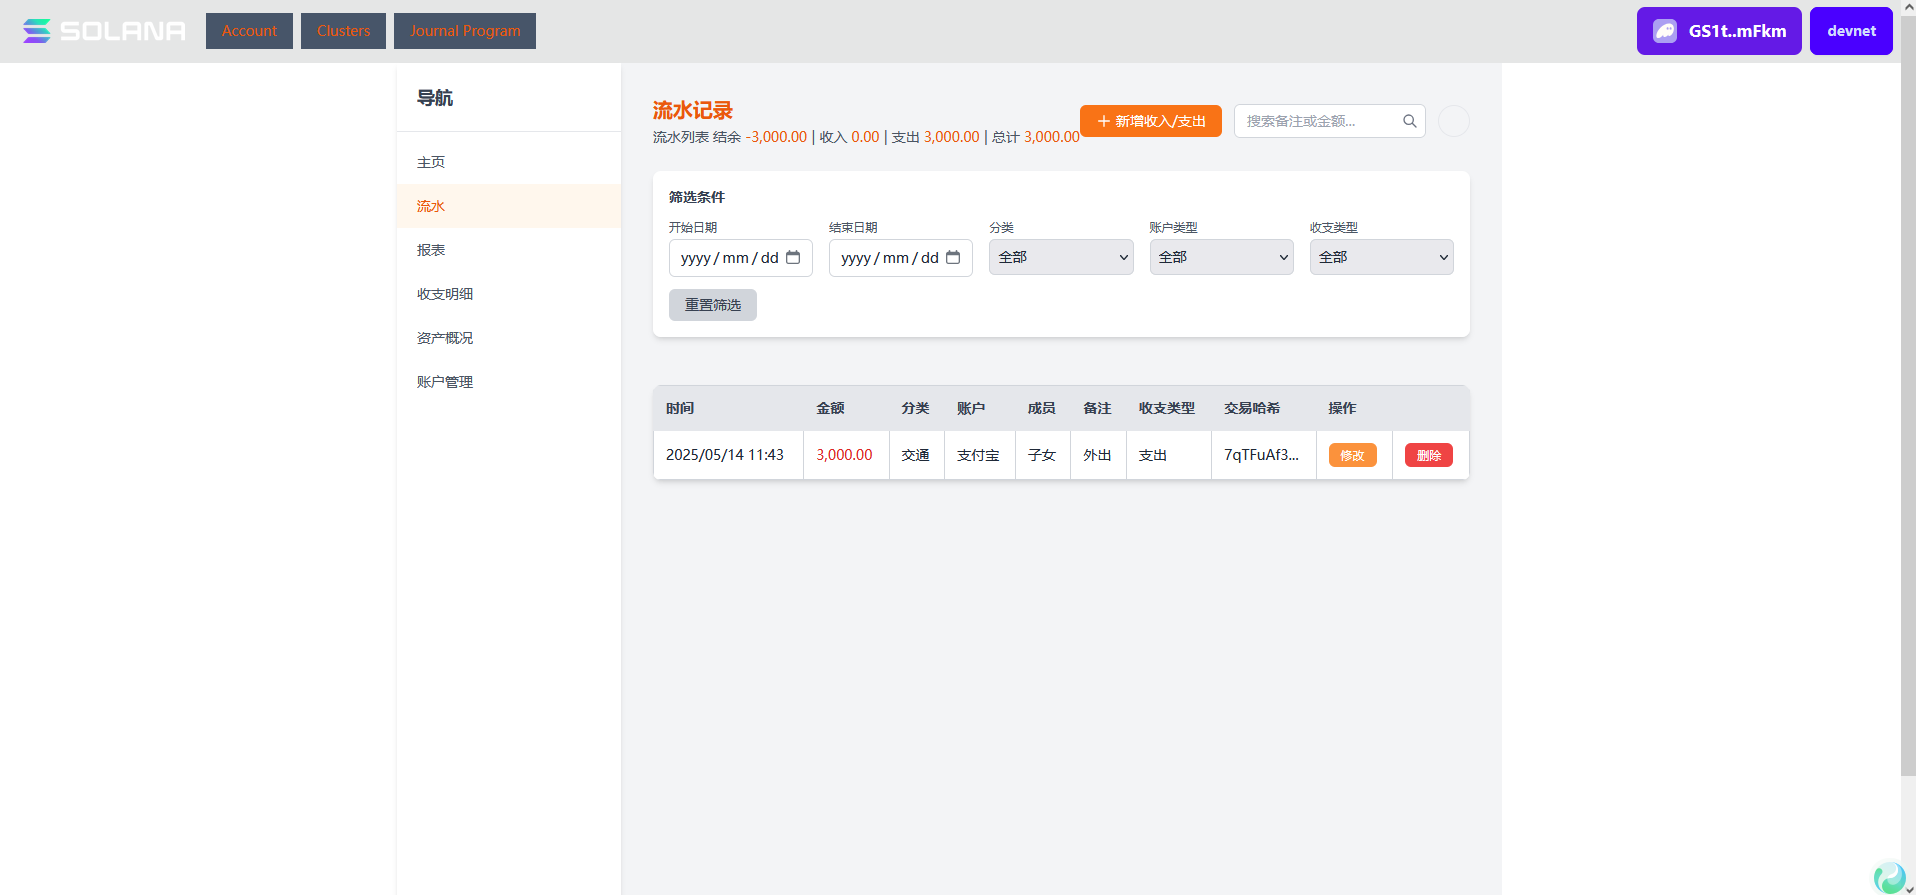 SOLANA Account Clusters Journal Program GS1t..mFkm devnet
导航
主页
流水
报表
收支明细
资产概况
账户管理
流水记录
流水列表 结余 -3,000.00 | 收入 0.00 | 支出 3,000.00 | 总计 3,000.00
+ 新增收入/支出
搜索备注或金额...
筛选条件
开始日期 结束日期 分类 账户类型 收支类型
yyyy/mm/dd yyyy/mm/dd 全部 全部 全部
重置筛选
时间 金额 分类 账户 成员 备注 收支类型 交易哈希 操作
2025/05/14 11:43 3,000.00 交通 支付宝 子女 外出 支出 7qTFuAf3... 修改 删除